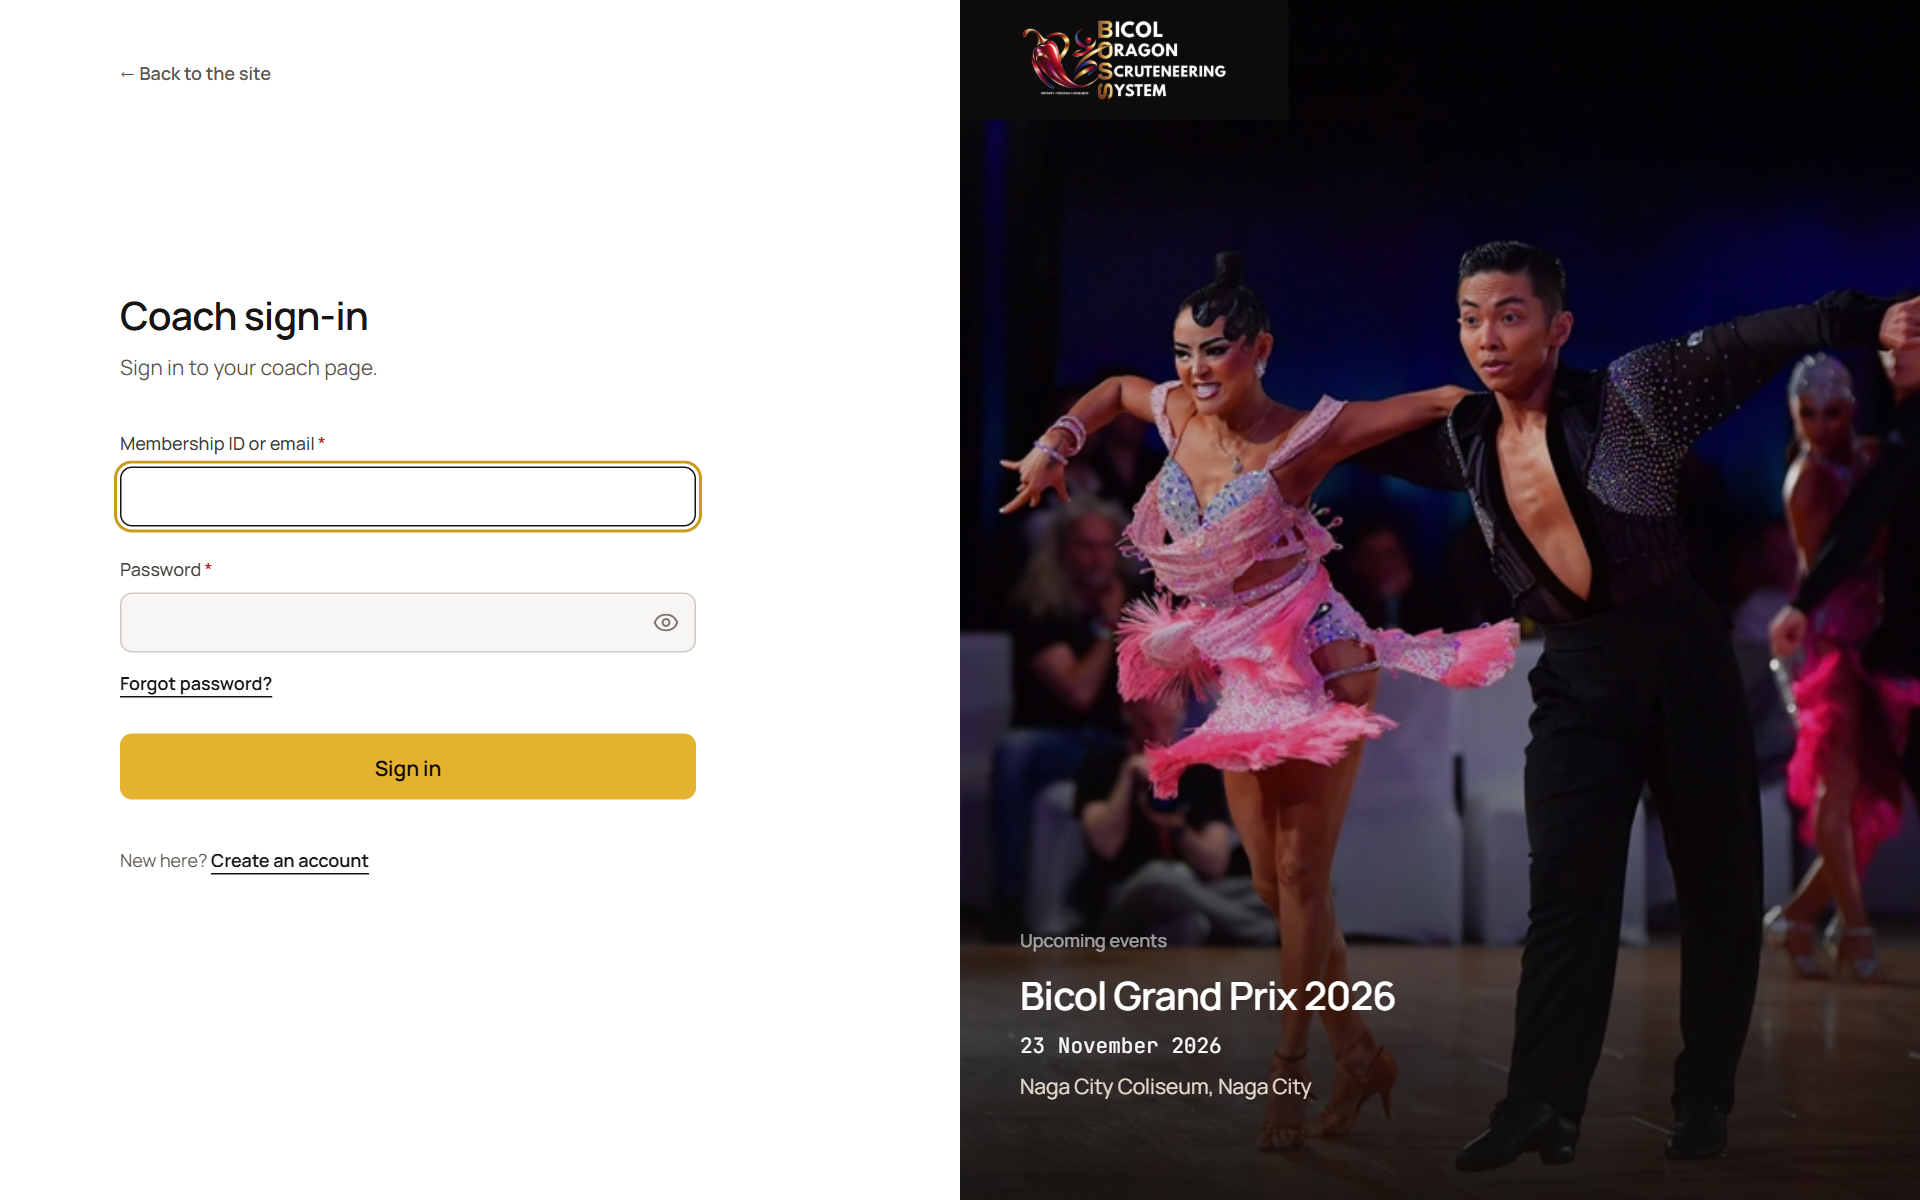 ← Back to the site
Coach sign-in
Sign in to your coach page.
Membership ID or email *
Password *
Forgot password?
Sign in
New here? Create an account
BICOL
DRAGON
SCRUTENEERING
SYSTEM
Upcoming events
Bicol Grand Prix 2026
23 November 2026
Naga City Coliseum, Naga City